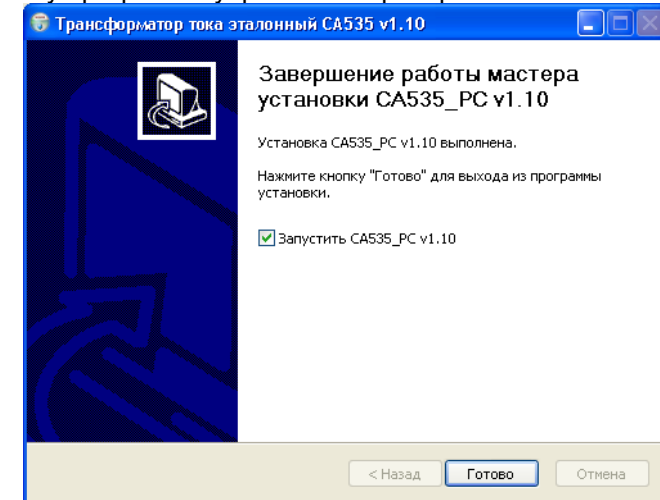 Трансформатор тока эталонный CA535 v1.10
Завершение работы мастера
установки CA535_PC v1.10
Установка CA535_PC v1.10 выполнена.
Нажмите кнопку "Готово" для выхода из программы
установки.
Запустить CA535_PC v1.10
< Назад
Готово
Отмена